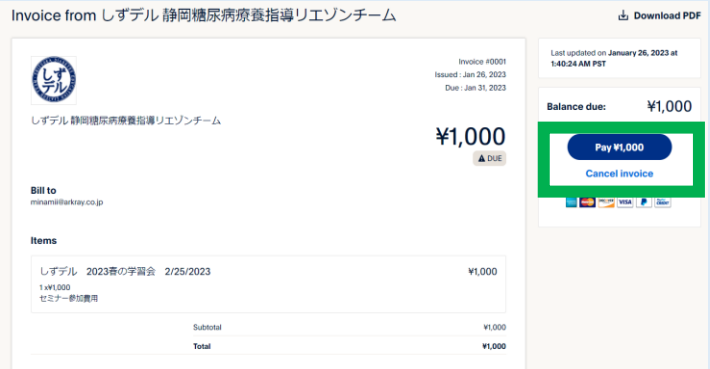 Invoice from しずデル 静岡糖尿病療養指導リエゾンチーム
Download PDF
しず
デル
Invoice #0001
Issued : Jan 26, 2023
Due : Jan 31, 2023
しずデル 静岡糖尿病療養指導リエゾンチーム
¥1,000
DUE
Bill to
minamii@arkray.co.jp
Items
しずデル 2023春の学習会 2/25/2023
¥1,000
1 x¥1,000
セミナー参加費用
Subtotal
¥1,000
Total
¥1,000
Last updated on January 26, 2023 at
1:40:24 AM PST
Balance due:
¥1,000
Pay ¥1,000
Cancel invoice
VISA